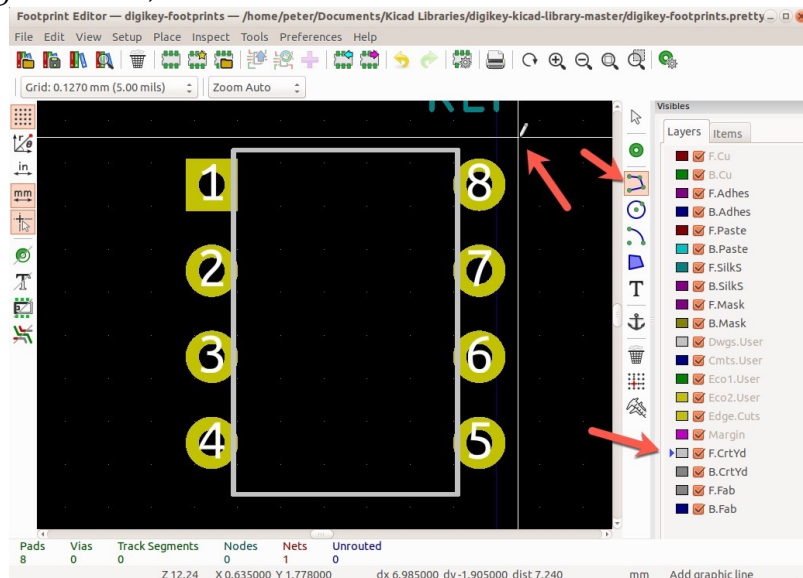 Footprint Editor — digikey-footprints — /home/peter/Documents/Kicad Libraries/digikey-kicad-library-master/digikey-footprints.pretty
File Edit View Setup Place Inspect Tools Preferences Help
Grid: 0.1270 mm (5.00 mils) Zoom Auto
Visibles
Layers Items
in
mm
1
2
3
4
8
7
6
5
T
F.Cu
B.Cu
F.Adhes
B.Adhes
F.Paste
B.Paste
F.SilkS
B.SilkS
F.Mask
B.Mask
Dwgs.User
Cmts.User
Eco1.User
Eco2.User
Edge.Cuts
Margin
F.CrtYd
B.CrtYd
F.Fab
B.Fab
Pads Vias Track Segments Nodes Nets Unrouted
8 0 0 0 1 0
Z 12.24 X 0.635000 Y 1.778000 dx 6.985000 dy -1.905000 dist 7.240 mm Add graphic line